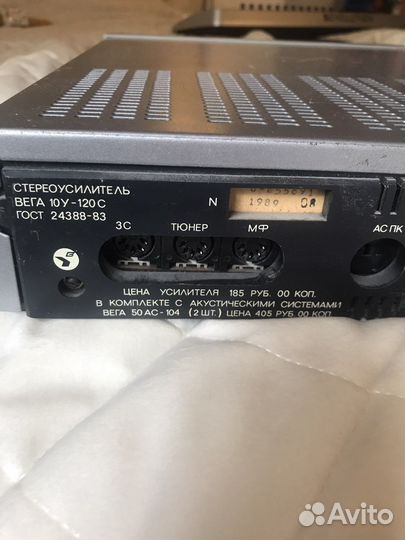 СТЕРЕОУСИЛИТЕЛЬ
ВЕГА 10У-120С
ГОСТ 24388-83
N
1989
ЗС ТЮНЕР МФ АС ПК
ЦЕНА УСИЛИТЕЛЯ 185 РУБ. 00 КОП.
В КОМПЛЕКТЕ С АКУСТИЧЕСКИМИ СИСТЕМАМИ
ВЕГА 50АС-104 (2 ШТ.) ЦЕНА 405 РУБ. 00 КОП.
Avito